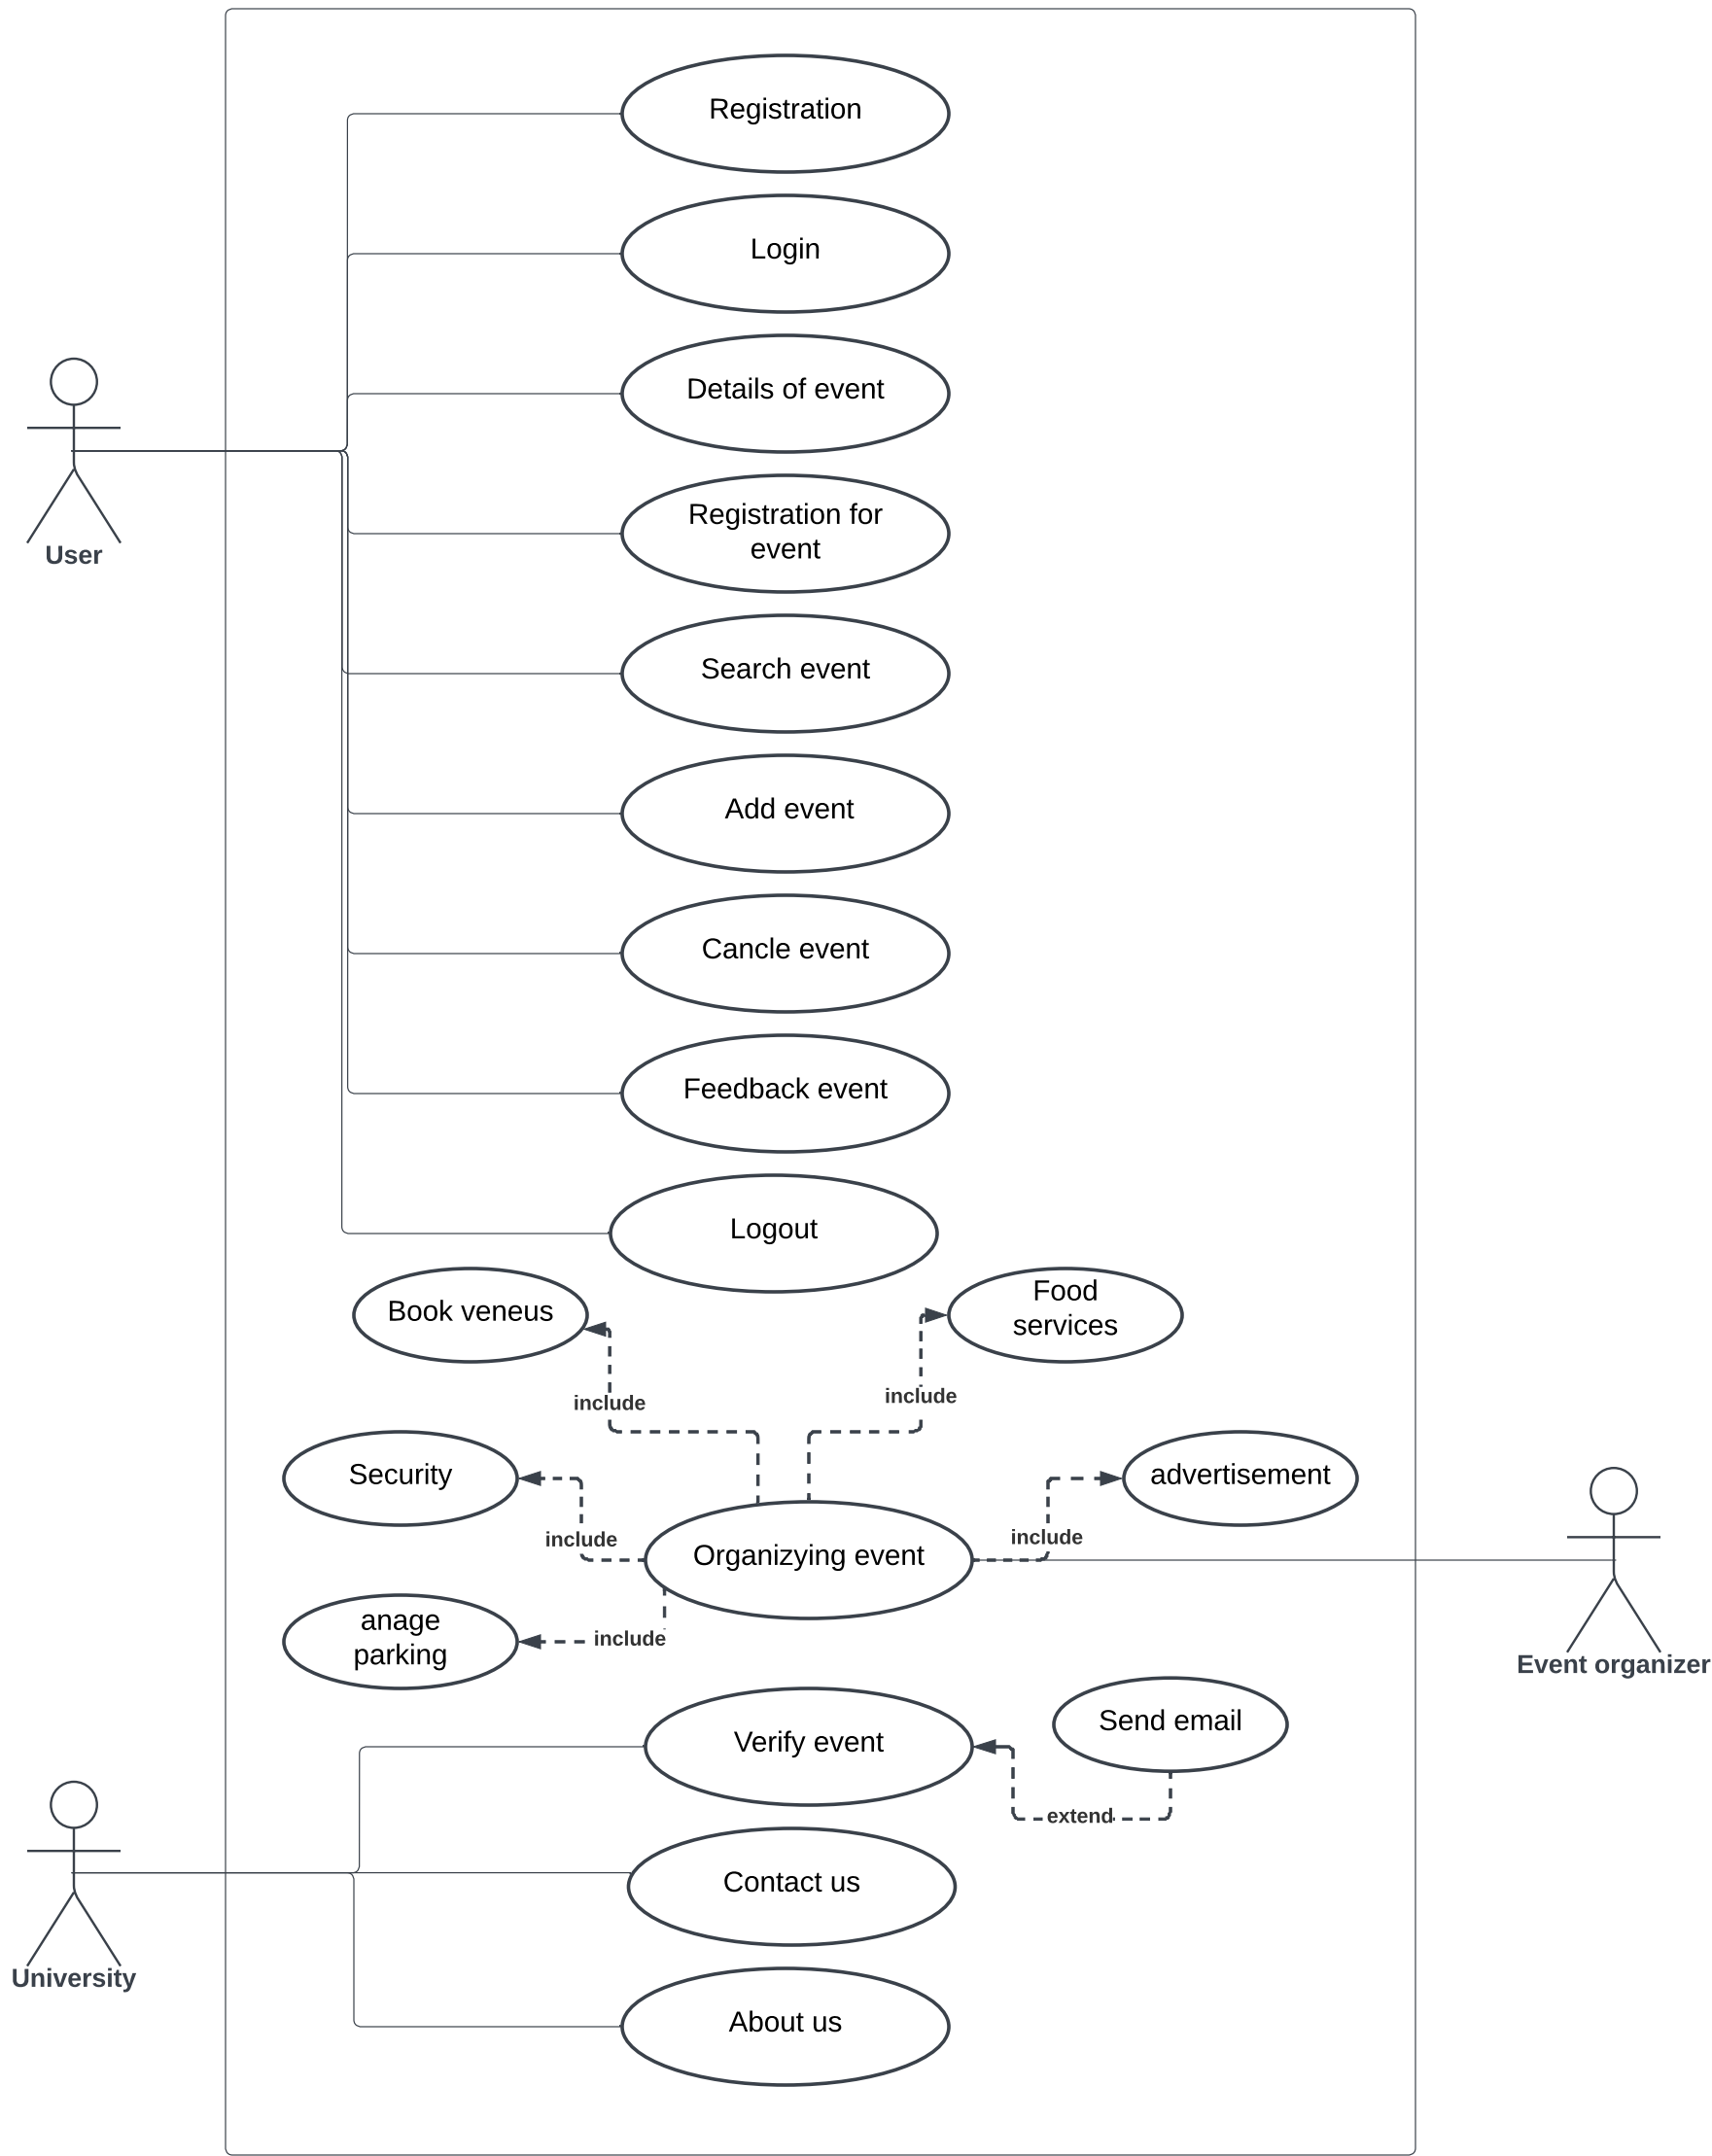 Registration
Login
Details of event
User
Registration for
event
Search event
Add event
Cancle event
Feedback event
Logout
Book veneus
Food
services
include
include
Security
advertisement
include
include
Organizying event
anage
parking
include
Event organizer
Verify event
Send email
extend
Contact us
University
About us